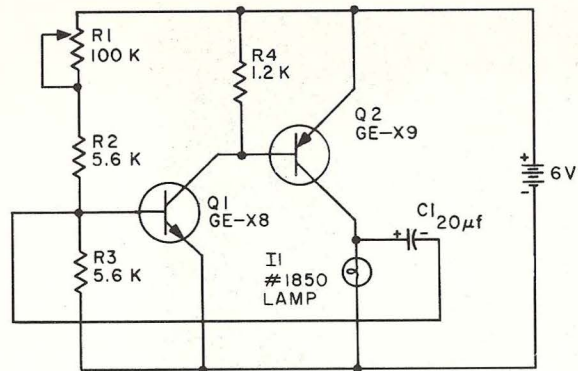 R1
100 K
R4
1.2 K
Q2
GE-X9
R2
5.6 K
+
6V
-
Q1
GE-X8
C1
20μf
+ -
I1
#1850
LAMP
R3
5.6 K